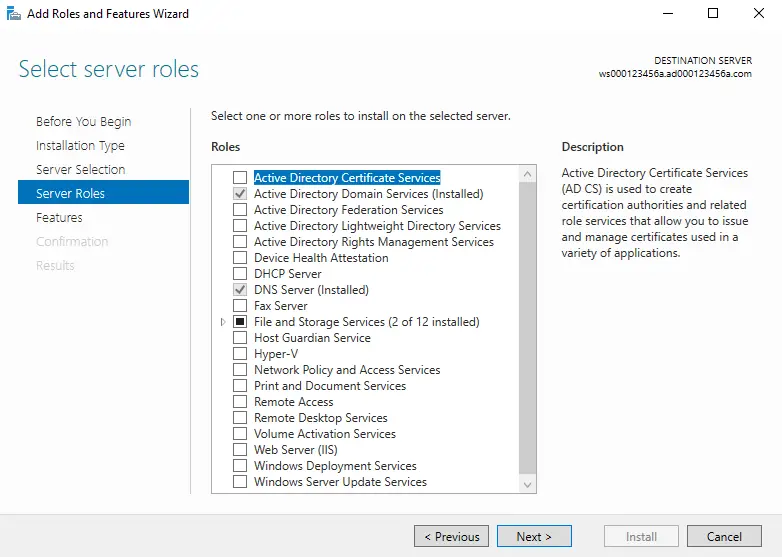 Add Roles and Features Wizard
Select server roles
DESTINATION SERVER
ws000123456a.ad000123456a.com
Before You Begin
Installation Type
Server Selection
Server Roles
Features
Confirmation
Results
Select one or more roles to install on the selected server.
Roles
Active Directory Certificate Services
Active Directory Domain Services (Installed)
Active Directory Federation Services
Active Directory Lightweight Directory Services
Active Directory Rights Management Services
Device Health Attestation
DHCP Server
DNS Server (Installed)
Fax Server
File and Storage Services (2 of 12 installed)
Host Guardian Service
Hyper-V
Network Policy and Access Services
Print and Document Services
Remote Access
Remote Desktop Services
Volume Activation Services
Web Server (IIS)
Windows Deployment Services
Windows Server Update Services
Description
Active Directory Certificate Services
(AD CS) is used to create
certification authorities and related
role services that allow you to issue
and manage certificates used in a
variety of applications.
< Previous
Next >
Install
Cancel